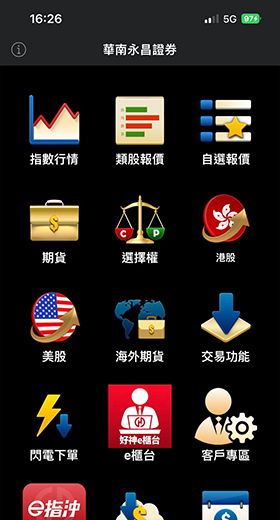 16:26
5G 97
華南永昌證券
指數行情 類股報價 自選報價
期貨 選擇權 港股
C P
美股 海外期貨 交易功能
好神e櫃台
閃電下單 e櫃台 客戶專區
e指沖